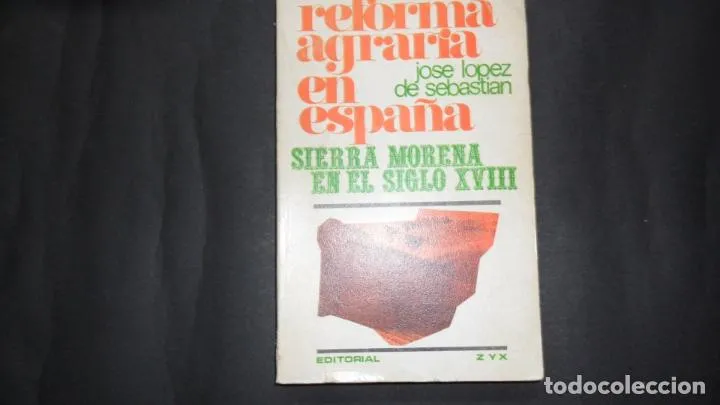 reforma
agraria
en
españa
jose lopez
de sebastian
SIERRA MORENA
EN EL SIGLO XVIII
EDITORIAL ZYX
todocoleccion